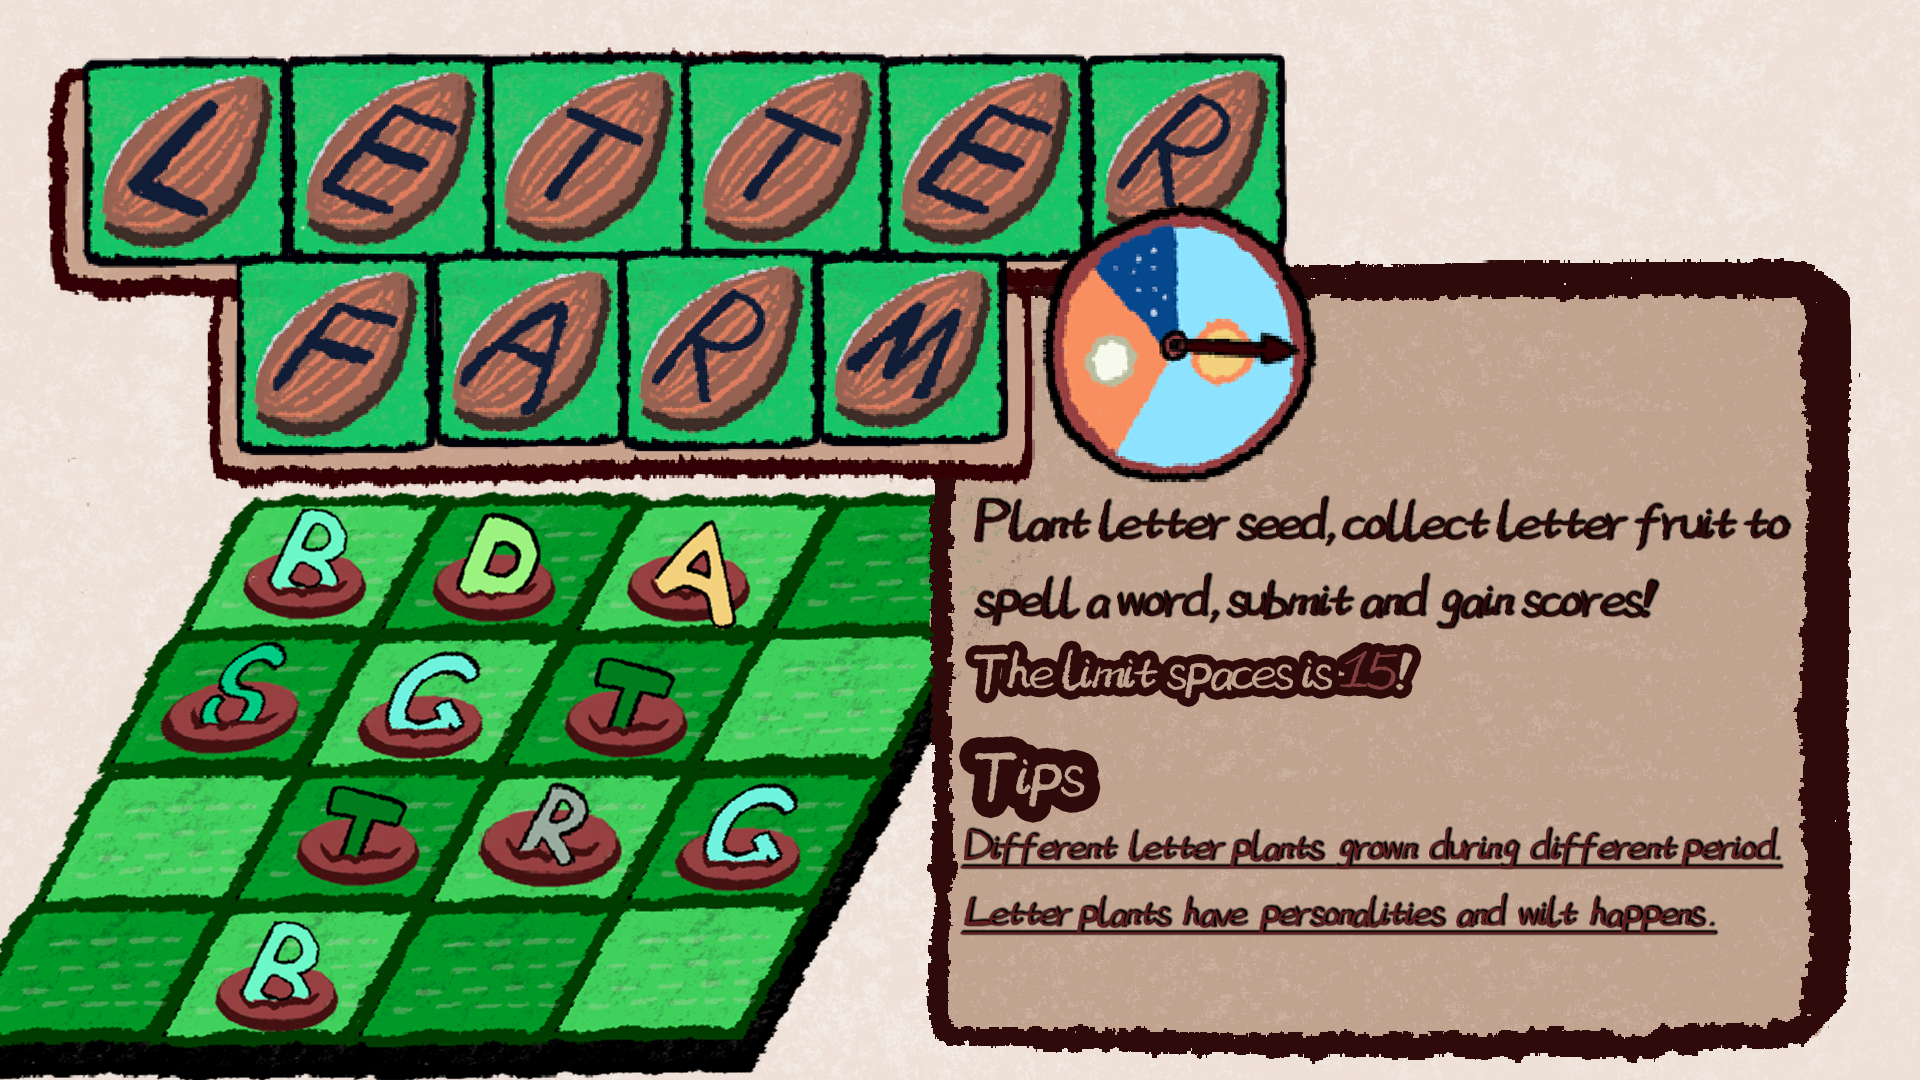 LETTER
FARM
B D A
S G T
T R G
B
Plant letter seed, collect letter fruit to
spell a word, submit and gain scores!
The limit spaces is 15!
Tips
Different letter plants grown during different period.
Letter plants have personalities and wilt happens.